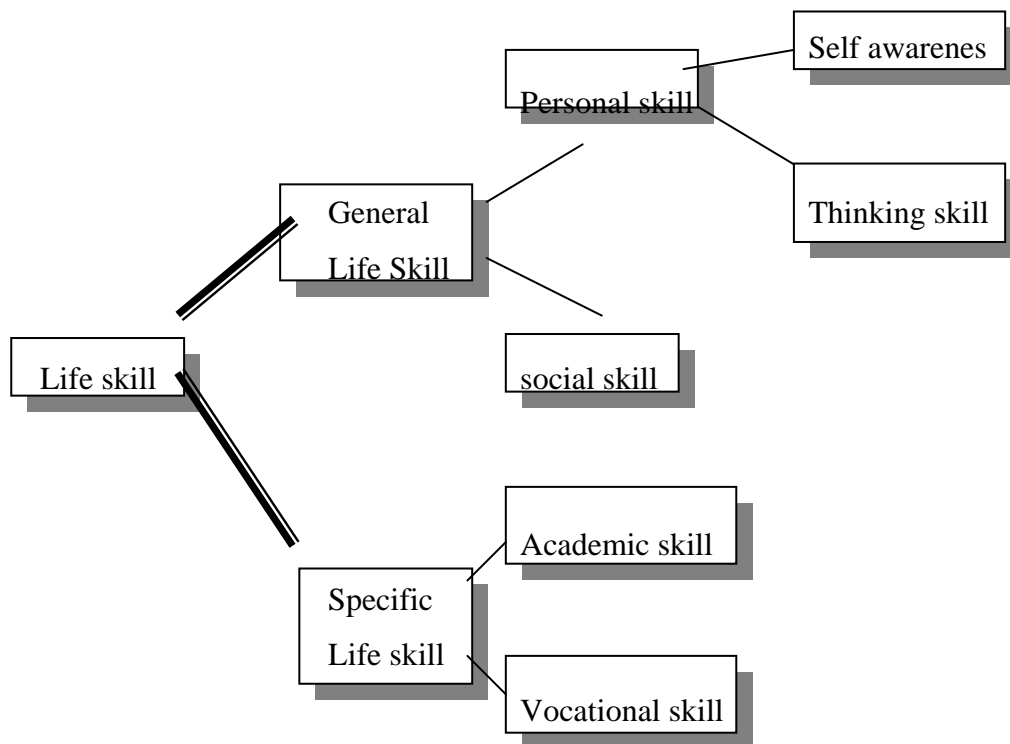 Self awarenes
Personal skill
Thinking skill
General
Life Skill
Life skill
social skill
Academic skill
Specific
Life skill
Vocational skill